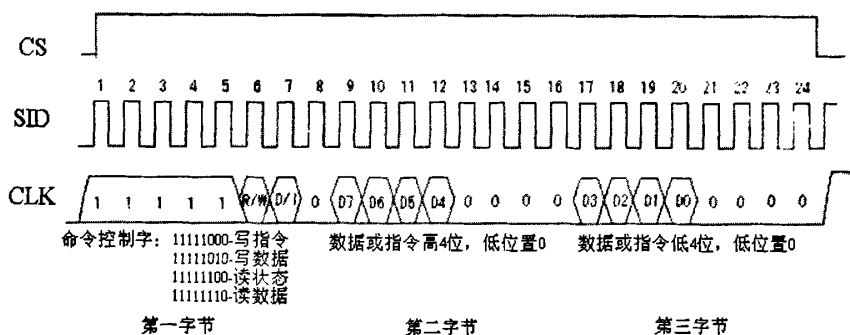 CS
1 2 3 4 5 6 7 8 9 10 11 12 13 14 15 16 17 18 19 20 21 22 23 24
SID
CLK
1 1 1 1 1 R/W D/I 0 D7 D6 D5 D4 0 0 0 0 D3 D2 D1 D0 0 0 0 0
命令控制字：11111000-写指令 数据或指令高4位，低位置0 数据或指令低4位，低位置0
11111010-写数据
11111100-读状态
11111110-读数据
第一字节 第二字节 第三字节